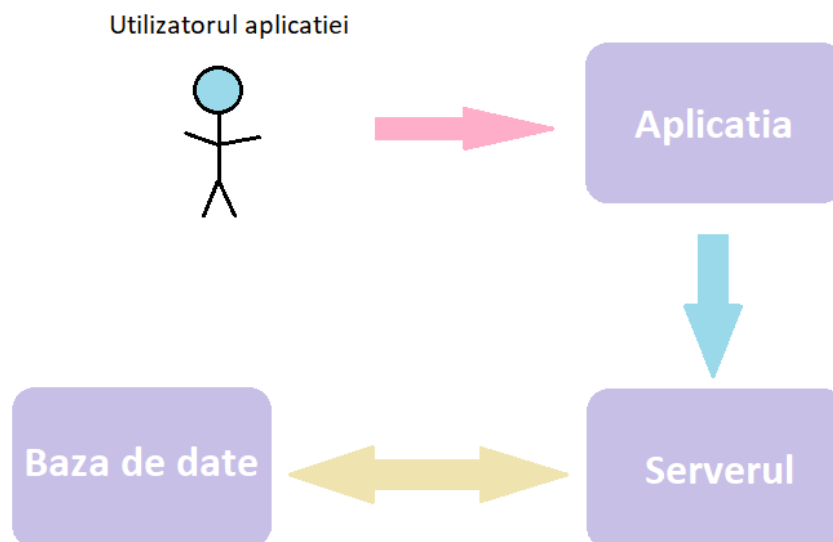 Utilizatorul aplicatiei
Aplicatia
Baza de date
Serverul